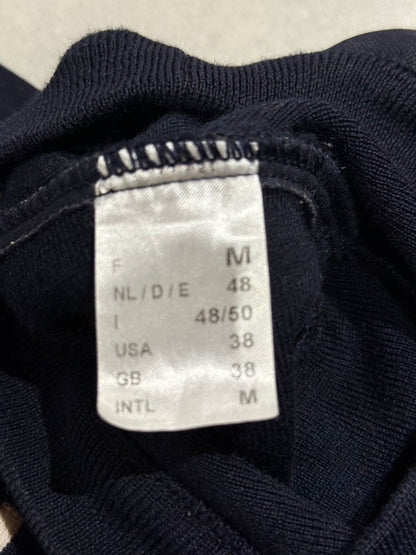 F M
NL / D / E 48
I 48/50
USA 38
GB 38
INTL M